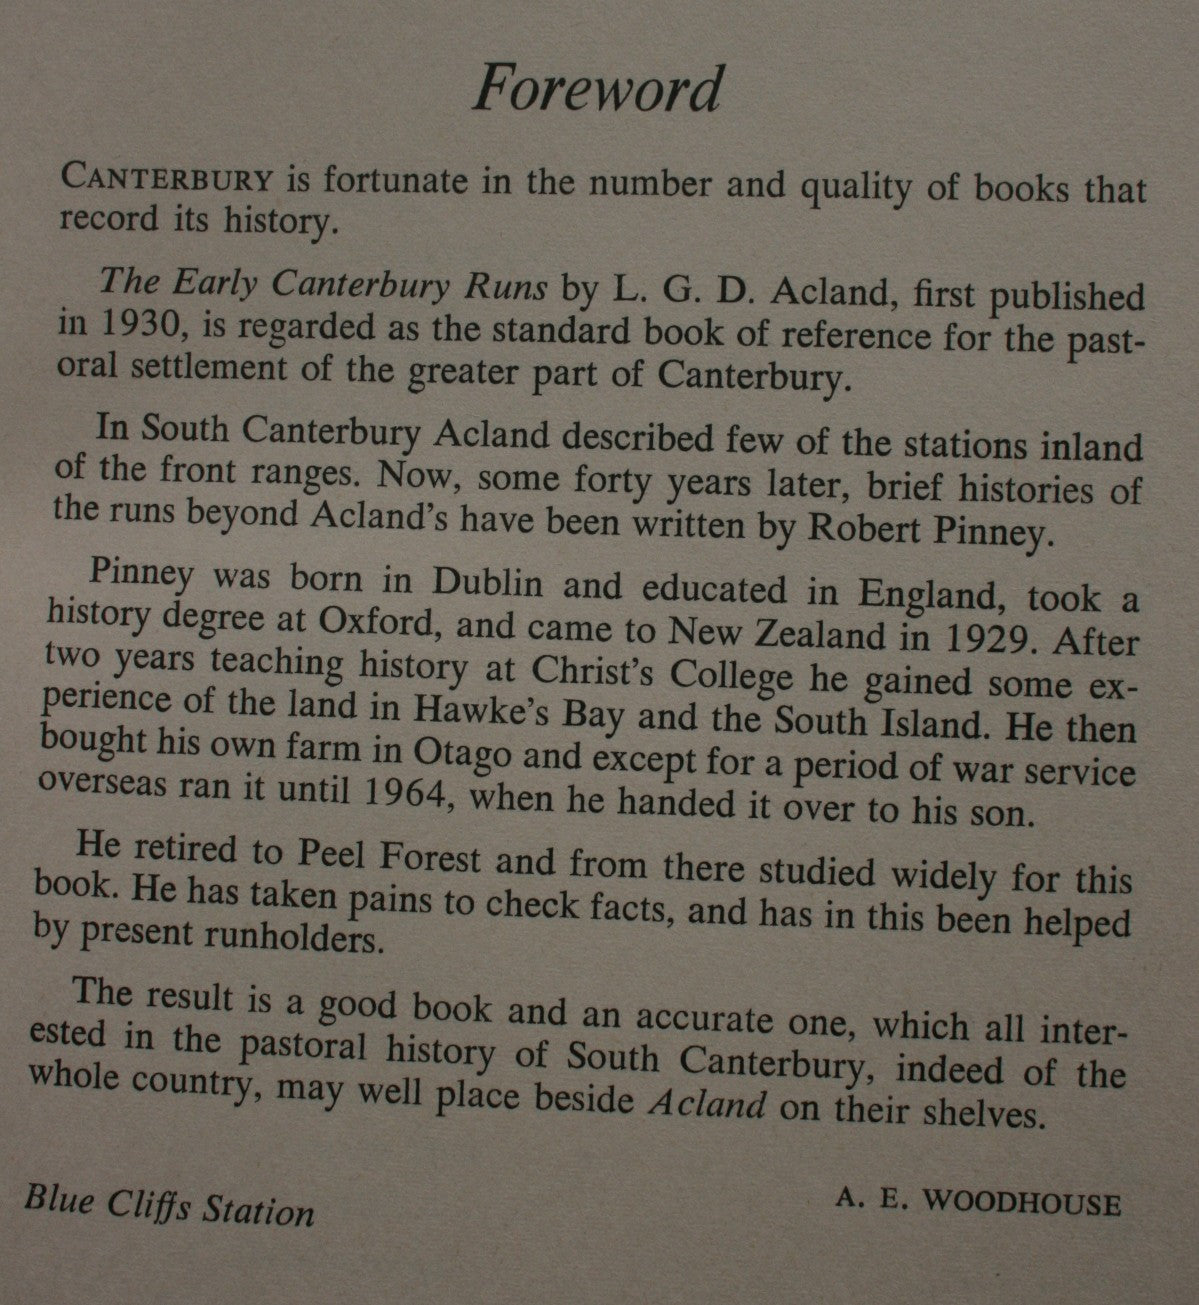 Foreword
CANTERBURY is fortunate in the number and quality of books that
record its history.
The Early Canterbury Runs by L. G. D. Acland, first published
in 1930, is regarded as the standard book of reference for the past-
oral settlement of the greater part of Canterbury.
In South Canterbury Acland described few of the stations inland
of the front ranges. Now, some forty years later, brief histories of
the runs beyond Acland's have been written by Robert Pinney.
Pinney was born in Dublin and educated in England, took a
history degree at Oxford, and came to New Zealand in 1929. After
two years teaching history at Christ's College he gained some ex-
perience of the land in Hawke's Bay and the South Island. He then
bought his own farm in Otago and except for a period of war service
overseas ran it until 1964, when he handed it over to his son.
He retired to Peel Forest and from there studied widely for this
book. He has taken pains to check facts, and has in this been helped
by present runholders.
The result is a good book and an accurate one, which all inter-
ested in the pastoral history of South Canterbury, indeed of the
whole country, may well place beside Acland on their shelves.
Blue Cliffs Station A. E. WOODHOUSE